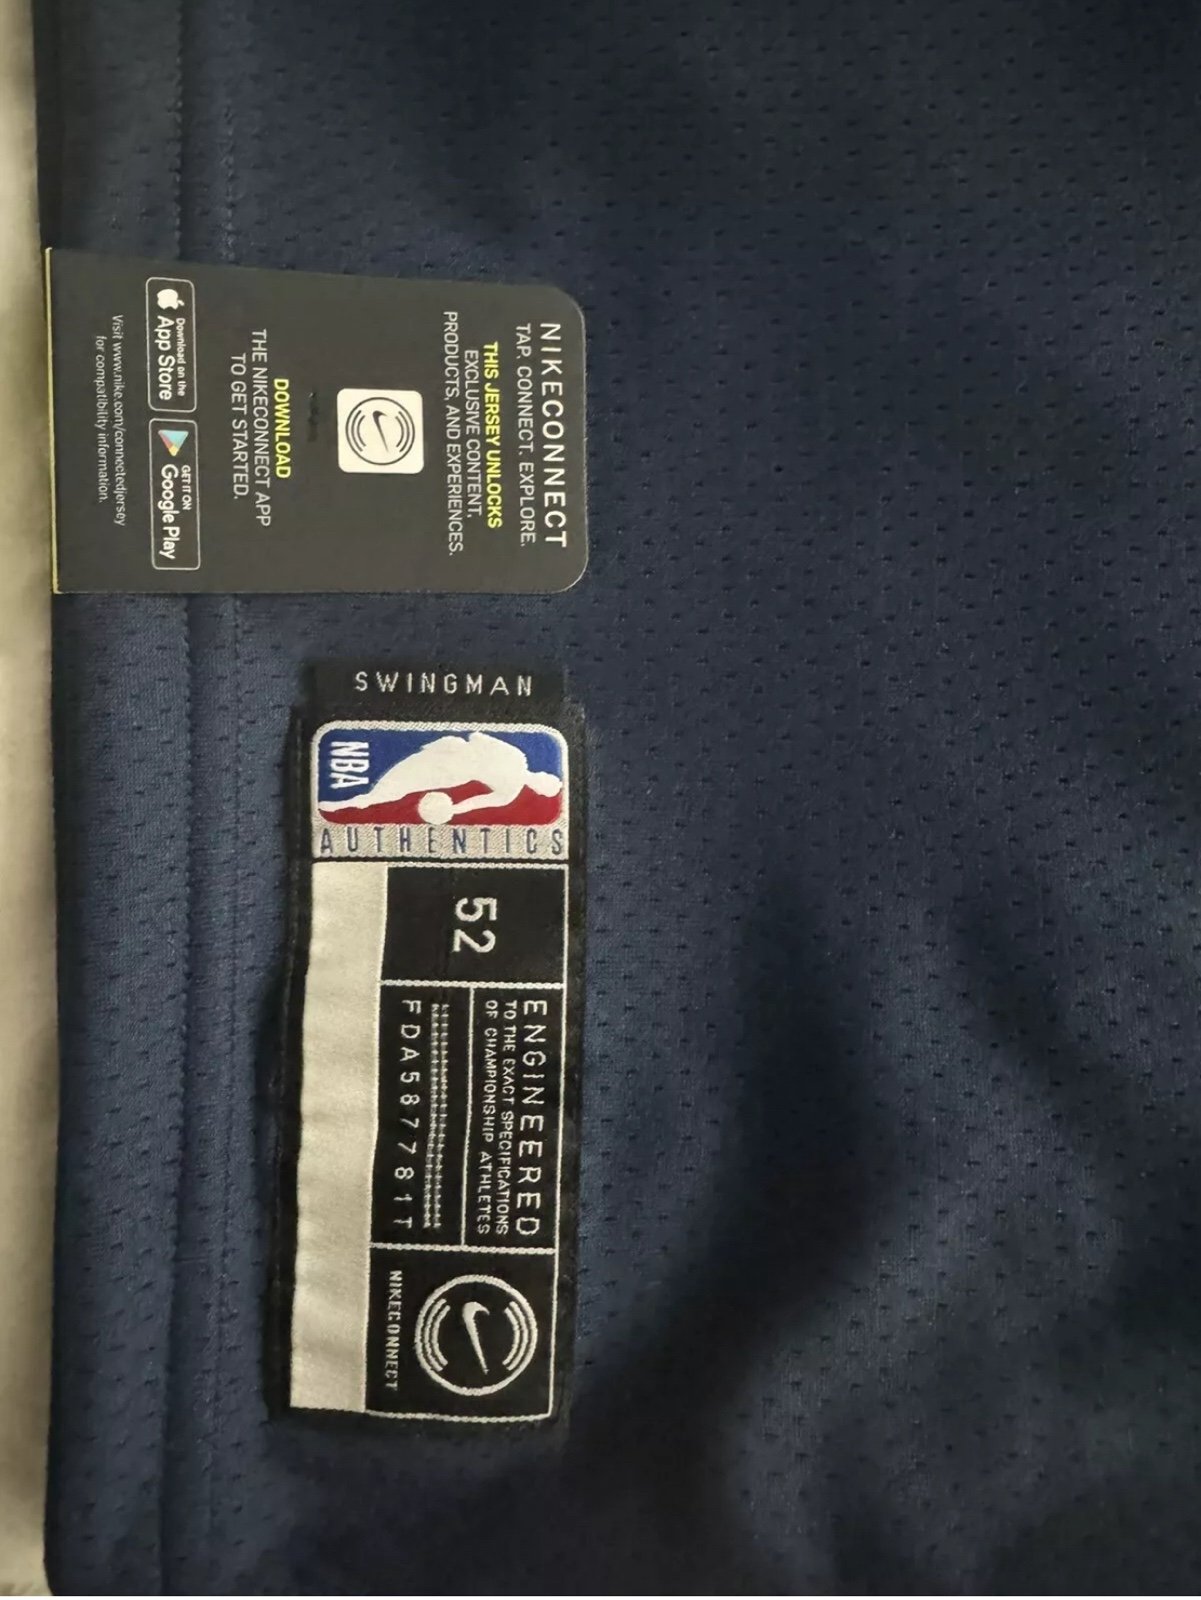 NIKECONNECT
TAP. CONNECT. EXPLORE.
THIS JERSEY UNLOCKS
EXCLUSIVE CONTENT,
PRODUCTS, AND EXPERIENCES.
DOWNLOAD
THE NIKECONNECT APP
TO GET STARTED.
Download on the
App Store
GET IT ON
Google Play
Visit www.nike.com/connectedjersey
for compatibility information.
SWINGMAN
NBA
AUTHENTICS
52
ENGINEERED
TO THE EXACT SPECIFICATIONS
OF CHAMPIONSHIP ATHLETES
FDA587781T
NIKECONNECT